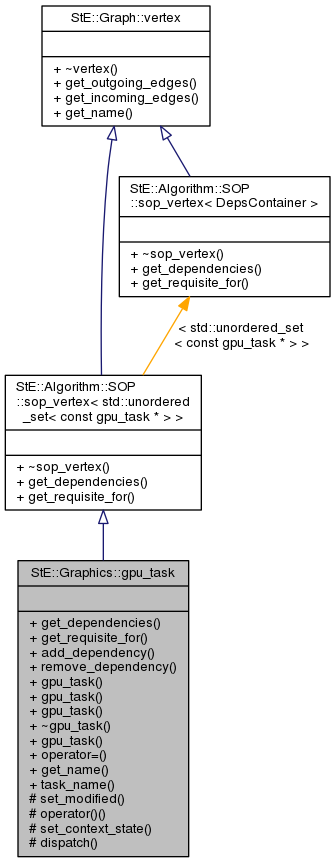 StE::Graph::vertex
+ ~vertex()
+ get_outgoing_edges()
+ get_incoming_edges()
+ get_name()
StE::Algorithm::SOP
::sop_vertex< DepsContainer >
+ ~sop_vertex()
+ get_dependencies()
+ get_requisite_for()
< std::unordered_set
< const gpu_task * > >
StE::Algorithm::SOP
::sop_vertex< std::unordered
_set< const gpu_task * > >
+ ~sop_vertex()
+ get_dependencies()
+ get_requisite_for()
StE::Graphics::gpu_task
+ get_dependencies()
+ get_requisite_for()
+ add_dependency()
+ remove_dependency()
+ gpu_task()
+ gpu_task()
+ gpu_task()
+ ~gpu_task()
+ gpu_task()
+ operator=()
+ get_name()
+ task_name()
# set_modified()
# operator()()
# set_context_state()
# dispatch()